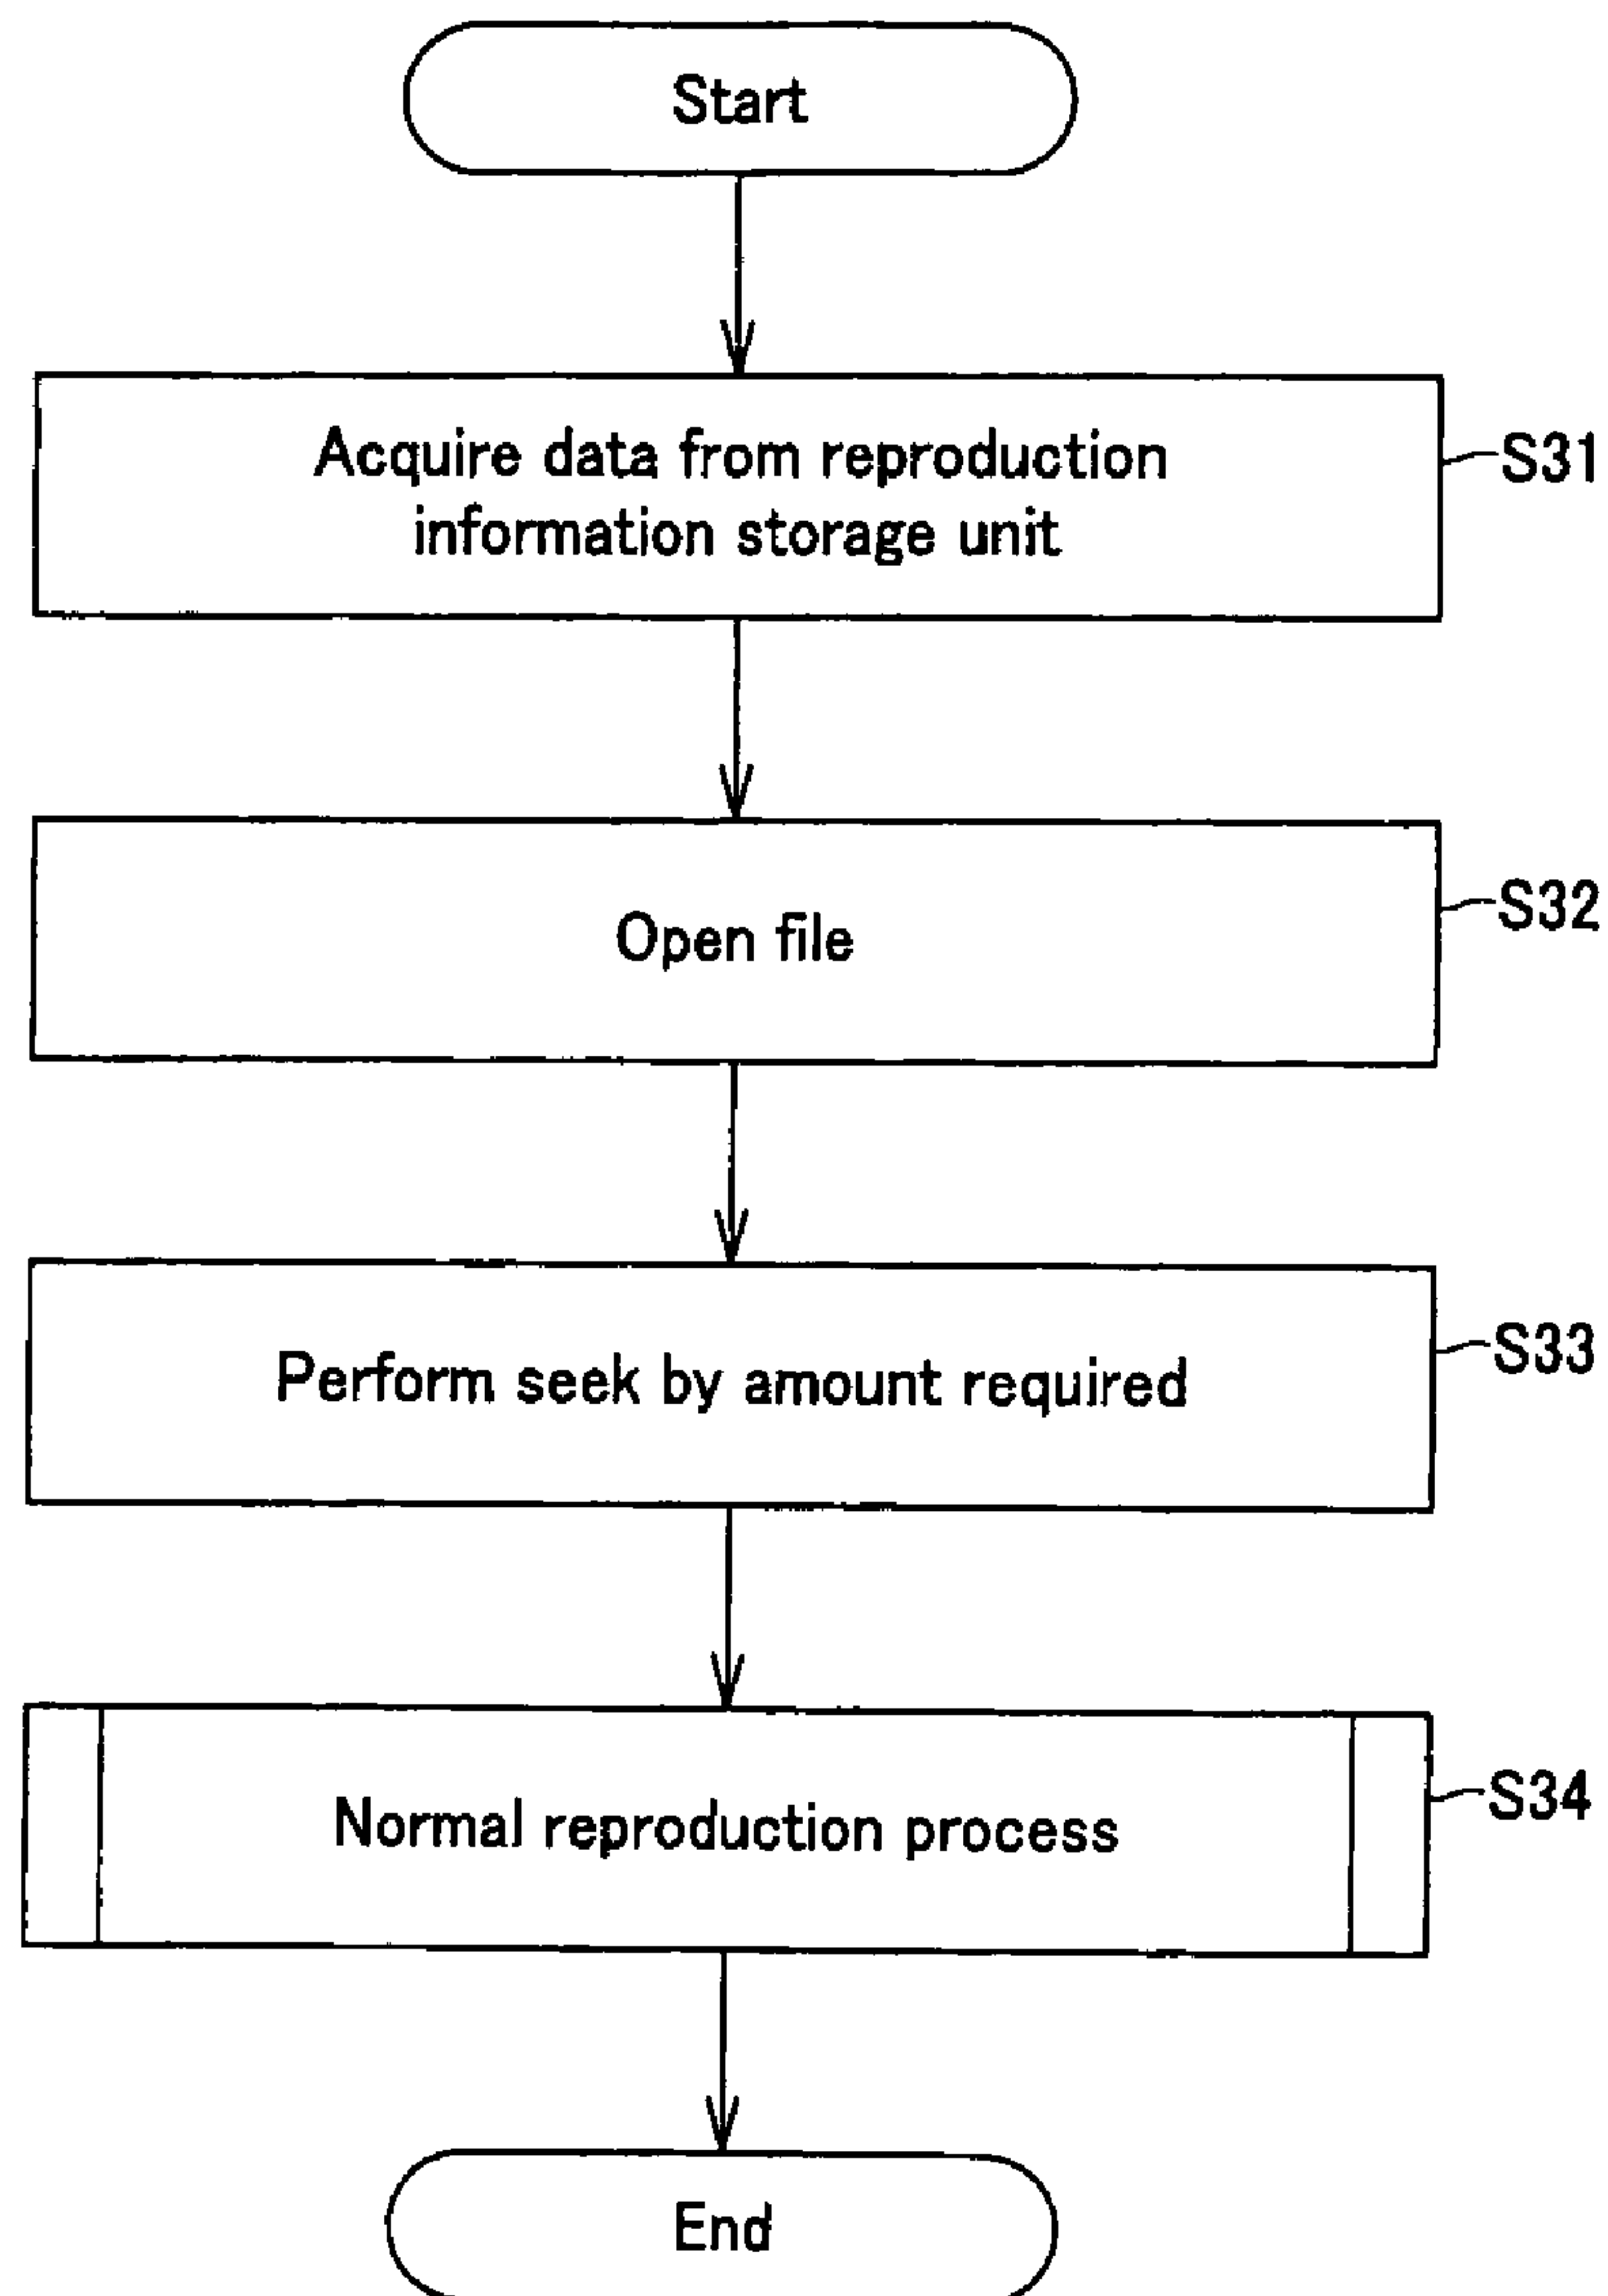 Start
Acquire data from reproduction
information storage unit
S31
Open file
S32
Perform seek by amount required
S33
Normal reproduction process
S34
End